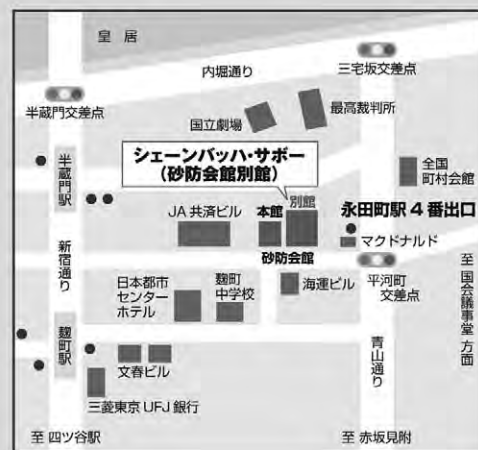 皇居
内堀通り
三宅坂交差点
半蔵門交差点
国立劇場
最高裁判所
シェーンバッハ・サボー
(砂防会館別館)
半蔵門駅
全国
町村会館
JA共済ビル
本館
別館
永田町駅4番出口
マクドナルド
砂防会館
新宿通り
日本都市
センター
ホテル
麹町
中学校
海運ビル
平河町
交差点
至 国会議事堂 方面
麹町駅
文春ビル
青山通り
三菱東京UFJ銀行
至 四ツ谷駅
至 赤坂見附